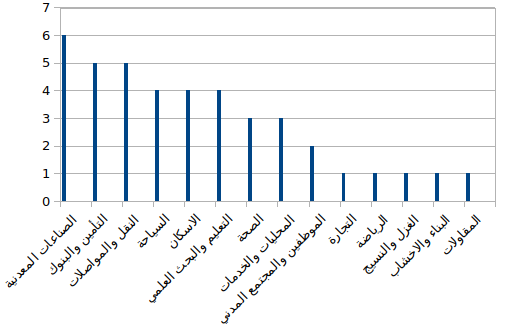 7
6
5
4
3
2
1
0
الصناعات المعدنية
التأمين والبنوك
النقل والمواصلات
السياحة
الاسكان
التعليم والبحث العلمي
الصحة
المحليات والخدمات
الموظفين والمجتمع المدني
التجارة
الرياضة
الغزل والنسيج
البناء والاخشاب
المقاولات